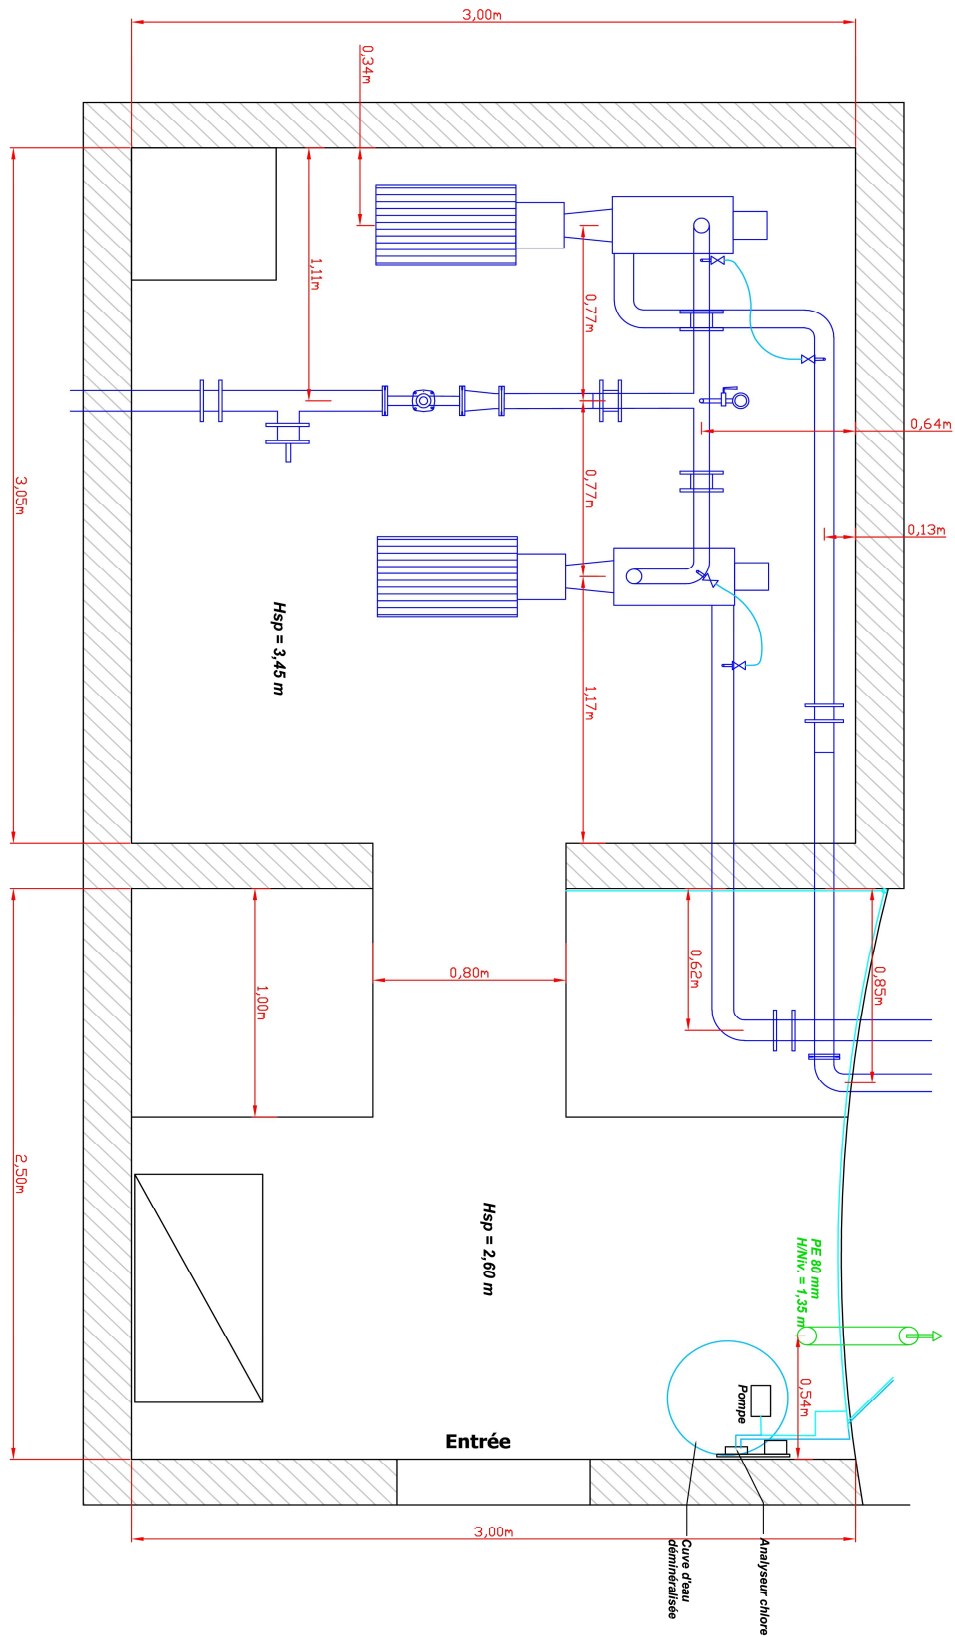 3,00m
0,34m
1,11m
0,77m
0,64m
0,13m
0,77m
3,05m
Hsp = 3,45 m
1,17m
0,62m
0,85m
0,80m
1,00m
2,50m
Hsp = 2,60 m
PE 80 mm
H/Niv. = 1,35 m
0,54m
Pompe
Entrée
3,00m
Cuve d'eau
déminéralisée
Analyseur chlore